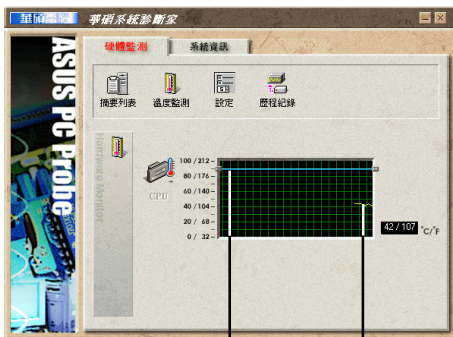 華碩電腦 華碩系統診斷家
ASUS PC Probe
硬體監測 系統資訊
摘要列表 溫度監測 設定 歷程紀錄
Hardware Monitor
CPU
100 / 212
80 / 176
60 / 140
40 / 104
20 / 68
0 / 32
42 / 107 °C/°F